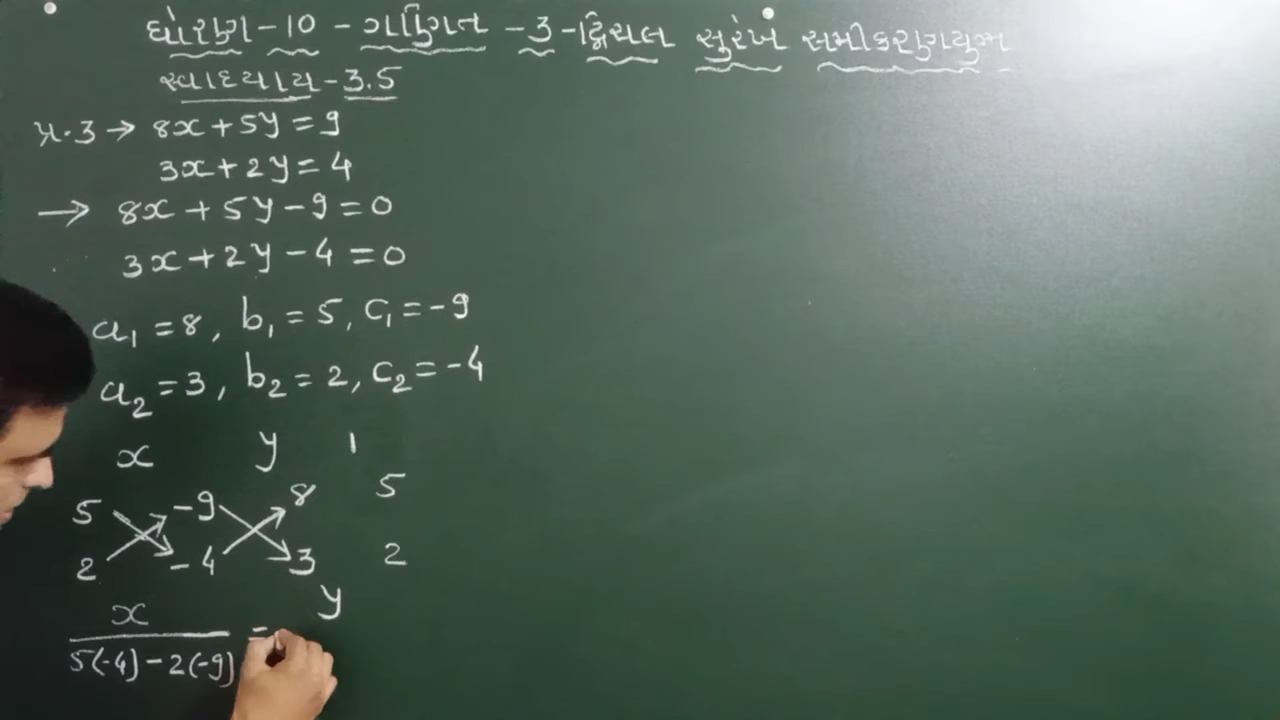 ધોરણ-10 - ગણિત -3-દ્વિચલ સુરેખ સમીકરણયુગ્મ
સ્વાધ્યાય-3.5
પ્ર.3 → 8x+5y=9
3x+2y=4
→ 8x+5y-9=0
3x+2y-4=0
a₁=8, b₁=5, c₁=-9
a₂=3, b₂=2, c₂=-4
x y 1
5 -9 8 5
2 -4 3 2
x = y
5(-4)-2(-9)